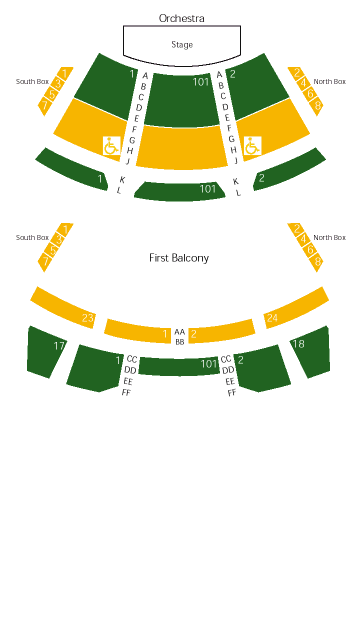 Orchestra
Stage
South Box
1
3
5
7
2
4
6
8
North Box
1
101
2
A A
B B
C C
D D
E E
F F
G G
H H
J J
K K
L L
1
101
2
South Box
1
3
5
7
2
4
6
8
North Box
First Balcony
23
1
AA
BB
2
24
17
1
CC CC
DD DD
EE EE
FF FF
101
2
18